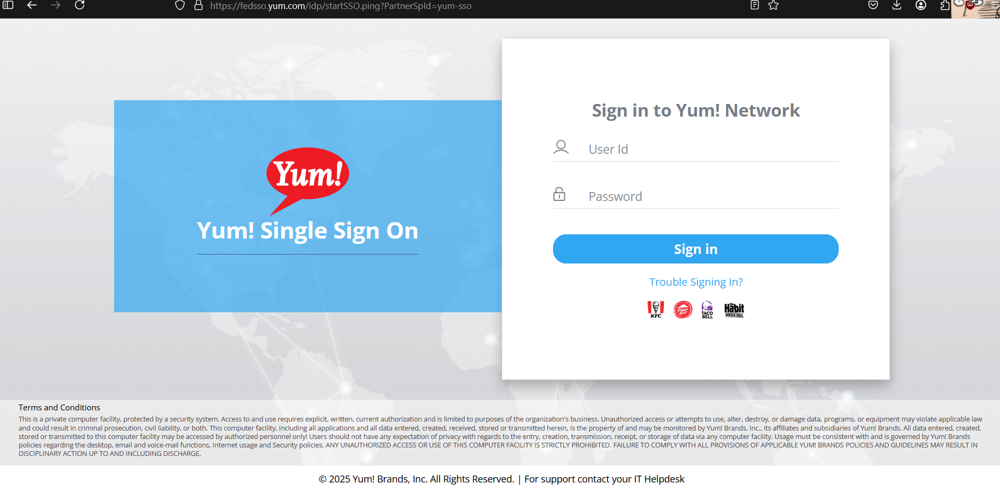 https://fedsso.yum.com/idp/startSSO.ping?PartnerSpId=yum-sso
Yum!
Yum! Single Sign On
Sign in to Yum! Network
User Id
Password
Sign in
Trouble Signing In?
KFC
Pizza Hut
TACO BELL
the Habit BURGER GRILL
Terms and Conditions
This is a private computer facility, protected by a security system. Access to and use requires explicit, written, current authorization and is limited to purposes of the organization's business. Unauthorized access or attempts to use, alter, destroy, or damage data, programs, or equipment may violate applicable law
and could result in criminal prosecution, civil liability, or both. This computer facility, including all applications and all data entered, created, received, stored or transmitted herein, is the property of and may be monitored by Yum! Brands, Inc., its affiliates and subsidiaries of Yum! Brands. All data entered, created,
stored or transmitted to this computer facility may be accessed by authorized personnel only! Users should not have any expectation of privacy with regards to the entry, creation, transmission, receipt, or storage of data via any computer facility. Usage must be consistent with and is governed by Yum! Brands
policies regarding the desktop, email and voice-mail functions, Internet usage and Security policies. ANY UNAUTHORIZED ACCESS OR USE OF THIS COMPUTER FACILITY IS STRICTLY PROHIBITED. FAILURE TO COMPLY WITH ALL PROVISIONS OF APPLICABLE YUM! BRANDS POLICIES AND GUIDELINES MAY RESULT IN
DISCIPLINARY ACTION UP TO AND INCLUDING DISCHARGE.
© 2025 Yum! Brands, Inc. All Rights Reserved. | For support contact your IT Helpdesk